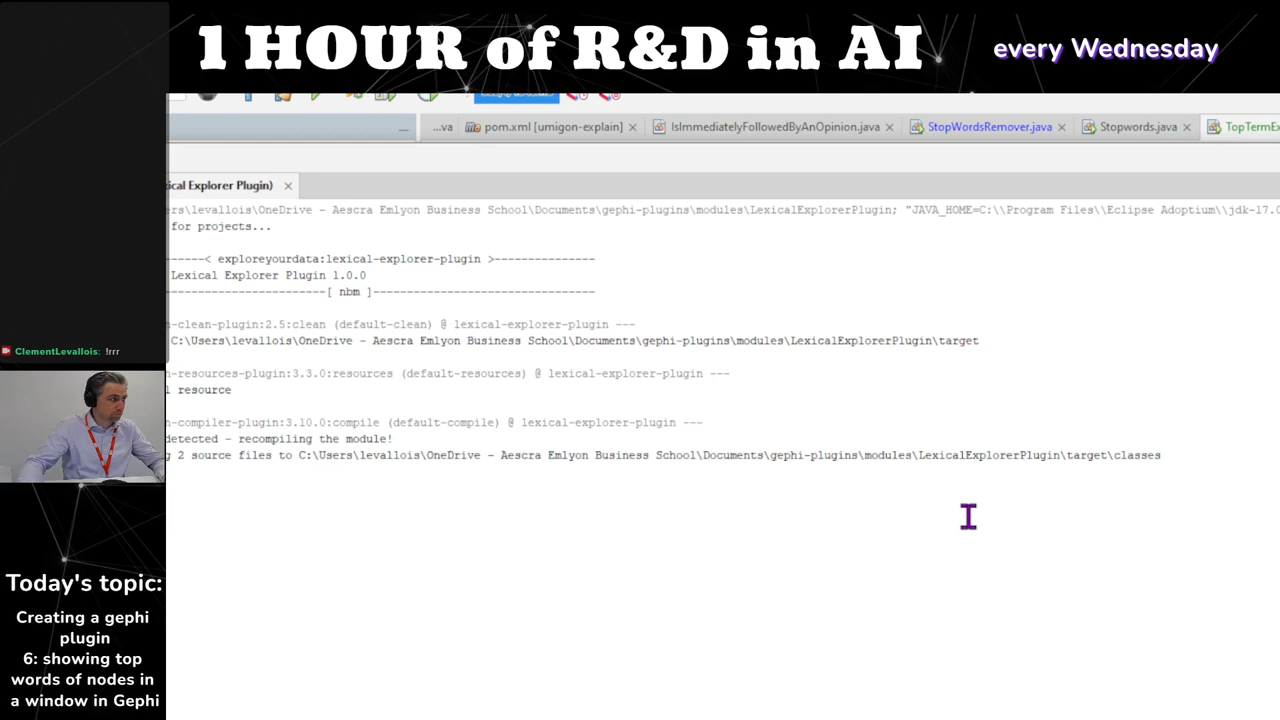 1 HOUR of R&D in AI
every Wednesday
...va
pom.xml [umigon-explain]
IsImmediatelyFollowedByAnOpinion.java
StopWordsRemover.java
Stopwords.java
TopTermEx
ical Explorer Plugin)
ers\levallois\OneDrive - Aescra Emlyon Business School\Documents\gephi-plugins\modules\LexicalExplorerPlugin; "JAVA_HOME=C:\\Program Files\\Eclipse Adoptium\\jdk-17.0
for projects...
------< exploreyourdata:lexical-explorer-plugin >---------------
Lexical Explorer Plugin 1.0.0
------------------------[ nbm ]---------------------------------
n-clean-plugin:2.5:clean (default-clean) @ lexical-explorer-plugin ---
C:\Users\levallois\OneDrive - Aescra Emlyon Business School\Documents\gephi-plugins\modules\LexicalExplorerPlugin\target
n-resources-plugin:3.3.0:resources (default-resources) @ lexical-explorer-plugin ---
l resource
n-compiler-plugin:3.10.0:compile (default-compile) @ lexical-explorer-plugin ---
detected - recompiling the module!
g 2 source files to C:\Users\levallois\OneDrive - Aescra Emlyon Business School\Documents\gephi-plugins\modules\LexicalExplorerPlugin\target\classes
ClementLevallois: !rrr
Today's topic:
Creating a gephi
plugin
6: showing top
words of nodes in
a window in Gephi